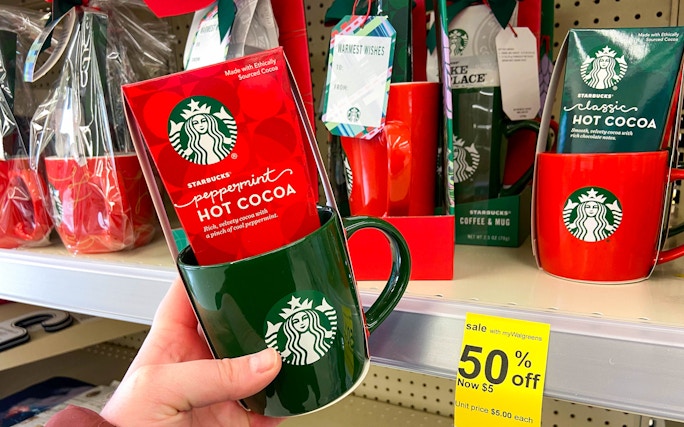 Made with Ethically
Sourced Cocoa
STARBUCKS®
peppermint
HOT COCOA
Rich, velvety cocoa with
a pinch of cool peppermint.
WARMEST WISHES
TO:
FROM:
STARBUCKS
COFFEE & MUG
Made with Ethically
Sourced Cocoa
STARBUCKS
classic
HOT COCOA
Smooth, velvety cocoa with
rich chocolate notes.
sale with myWalgreens
50% off
Now $5
Unit price $5.00 each